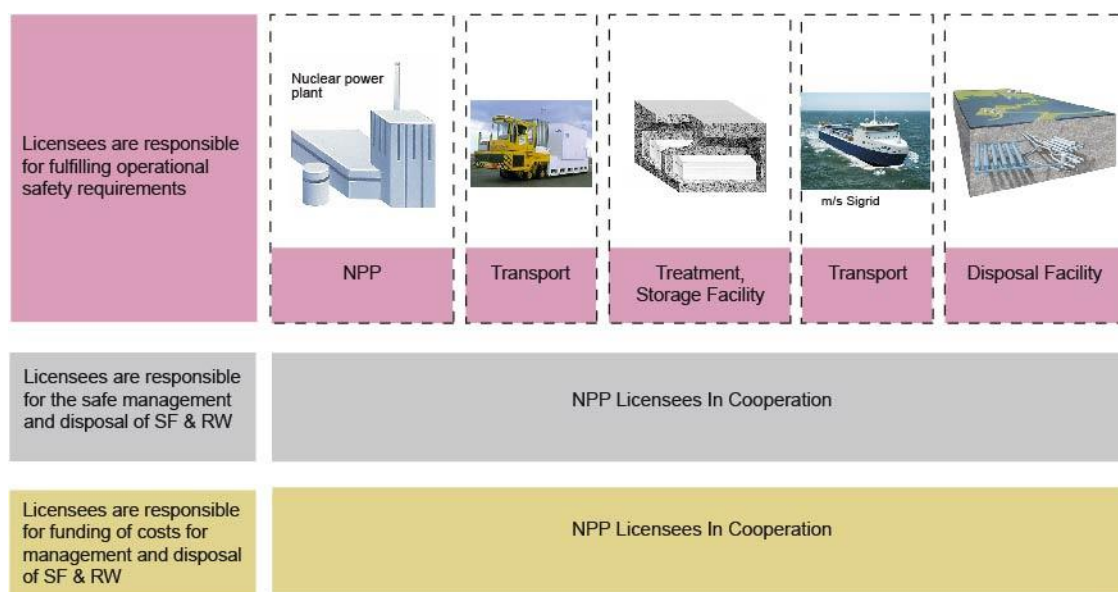 Licensees are responsible
for fulfilling operational
safety requirements
Nuclear power
plant
m/s Sigrid
NPP
Transport
Treatment,
Storage Facility
Transport
Disposal Facility
Licensees are responsible
for the safe management
and disposal of SF & RW
NPP Licensees In Cooperation
Licensees are responsible
for funding of costs for
management and disposal
of SF & RW
NPP Licensees In Cooperation